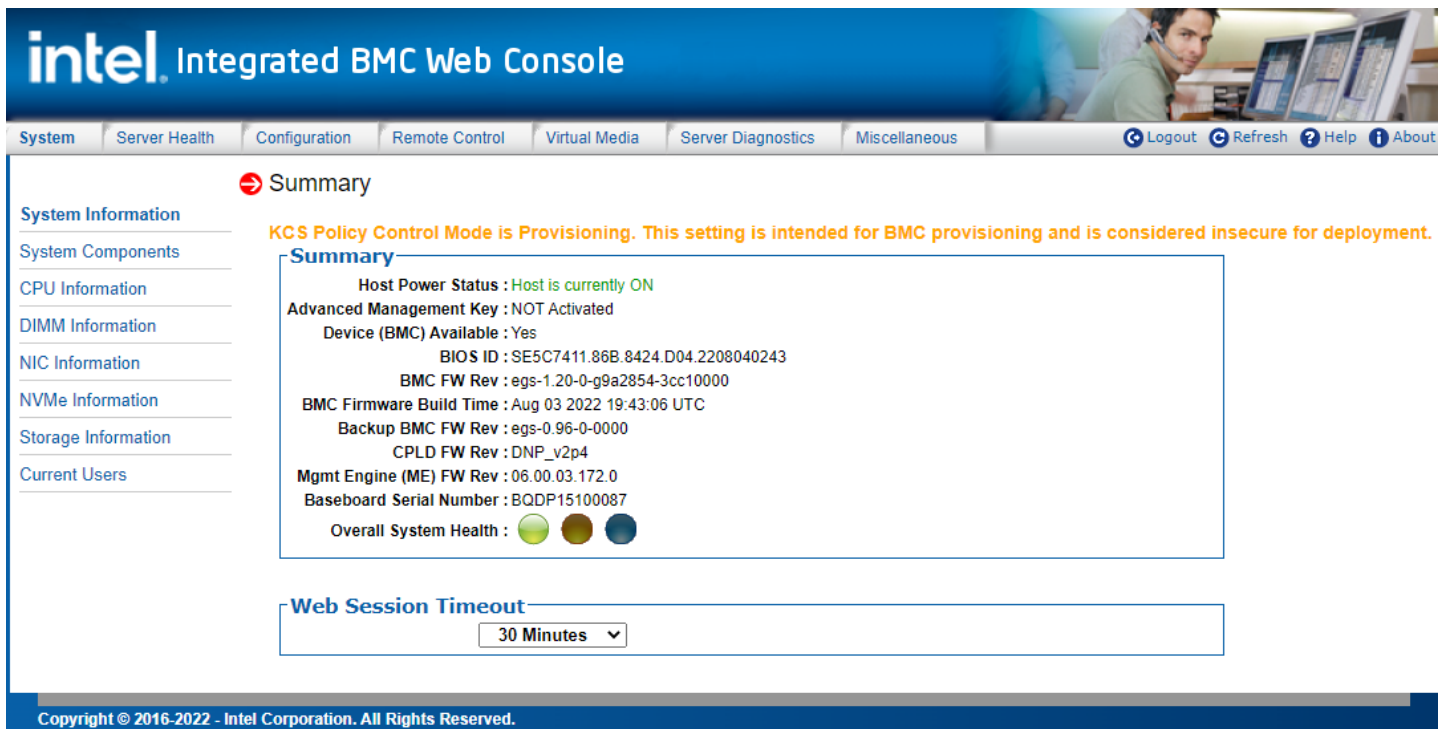 intel. Integrated BMC Web Console
System Server Health Configuration Remote Control Virtual Media Server Diagnostics Miscellaneous Logout Refresh Help About
Summary
System Information
System Components
CPU Information
DIMM Information
NIC Information
NVMe Information
Storage Information
Current Users
KCS Policy Control Mode is Provisioning. This setting is intended for BMC provisioning and is considered insecure for deployment.
Summary
Host Power Status : Host is currently ON
Advanced Management Key : NOT Activated
Device (BMC) Available : Yes
BIOS ID : SE5C7411.86B.8424.D04.2208040243
BMC FW Rev : egs-1.20-0-g9a2854-3cc10000
BMC Firmware Build Time : Aug 03 2022 19:43:06 UTC
Backup BMC FW Rev : egs-0.96-0-0000
CPLD FW Rev : DNP_v2p4
Mgmt Engine (ME) FW Rev : 06.00.03.172.0
Baseboard Serial Number : BQDP15100087
Overall System Health :
Web Session Timeout
30 Minutes
Copyright © 2016-2022 - Intel Corporation. All Rights Reserved.